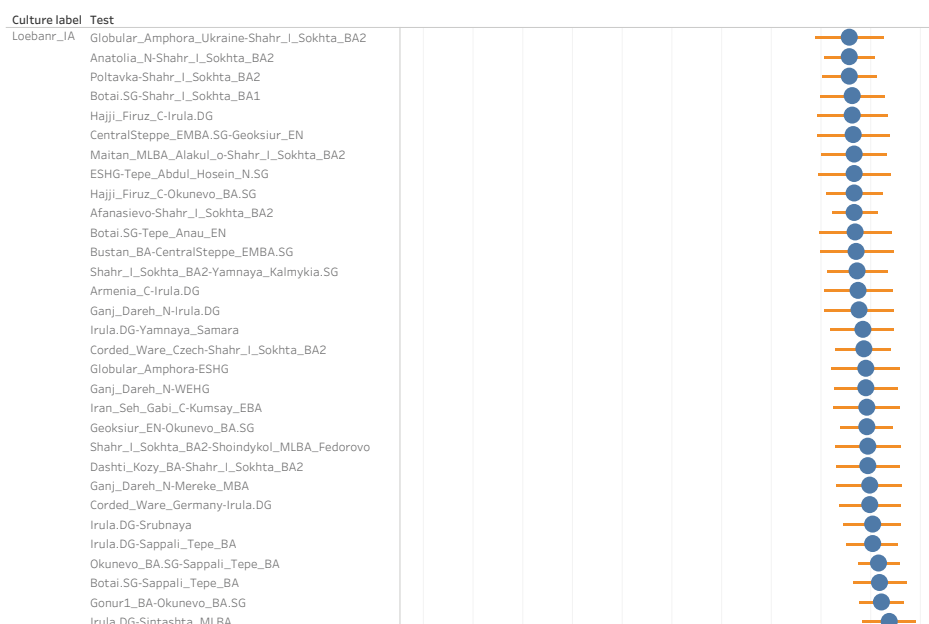 Culture label Test
Loebanr_IA Globular_Amphora_Ukraine-Shahr_I_Sokhta_BA2
Anatolia_N-Shahr_I_Sokhta_BA2
Poltavka-Shahr_I_Sokhta_BA2
Botai.SG-Shahr_I_Sokhta_BA1
Hajji_Firuz_C-Irula.DG
CentralSteppe_EMBA.SG-Geoksiur_EN
Maitan_MLBA_Alakul_o-Shahr_I_Sokhta_BA2
ESHG-Tepe_Abdul_Hosein_N.SG
Hajji_Firuz_C-Okunevo_BA.SG
Afanasievo-Shahr_I_Sokhta_BA2
Botai.SG-Tepe_Anau_EN
Bustan_BA-CentralSteppe_EMBA.SG
Shahr_I_Sokhta_BA2-Yamnaya_Kalmykia.SG
Armenia_C-Irula.DG
Ganj_Dareh_N-Irula.DG
Irula.DG-Yamnaya_Samara
Corded_Ware_Czech-Shahr_I_Sokhta_BA2
Globular_Amphora-ESHG
Ganj_Dareh_N-WEHG
Iran_Seh_Gabi_C-Kumsay_EBA
Geoksiur_EN-Okunevo_BA.SG
Shahr_I_Sokhta_BA2-Shoindykol_MLBA_Fedorovo
Dashti_Kozy_BA-Shahr_I_Sokhta_BA2
Ganj_Dareh_N-Mereke_MBA
Corded_Ware_Germany-Irula.DG
Irula.DG-Srubnaya
Irula.DG-Sappali_Tepe_BA
Okunevo_BA.SG-Sappali_Tepe_BA
Botai.SG-Sappali_Tepe_BA
Gonur1_BA-Okunevo_BA.SG
Irula.DG-Sintashta_MLBA